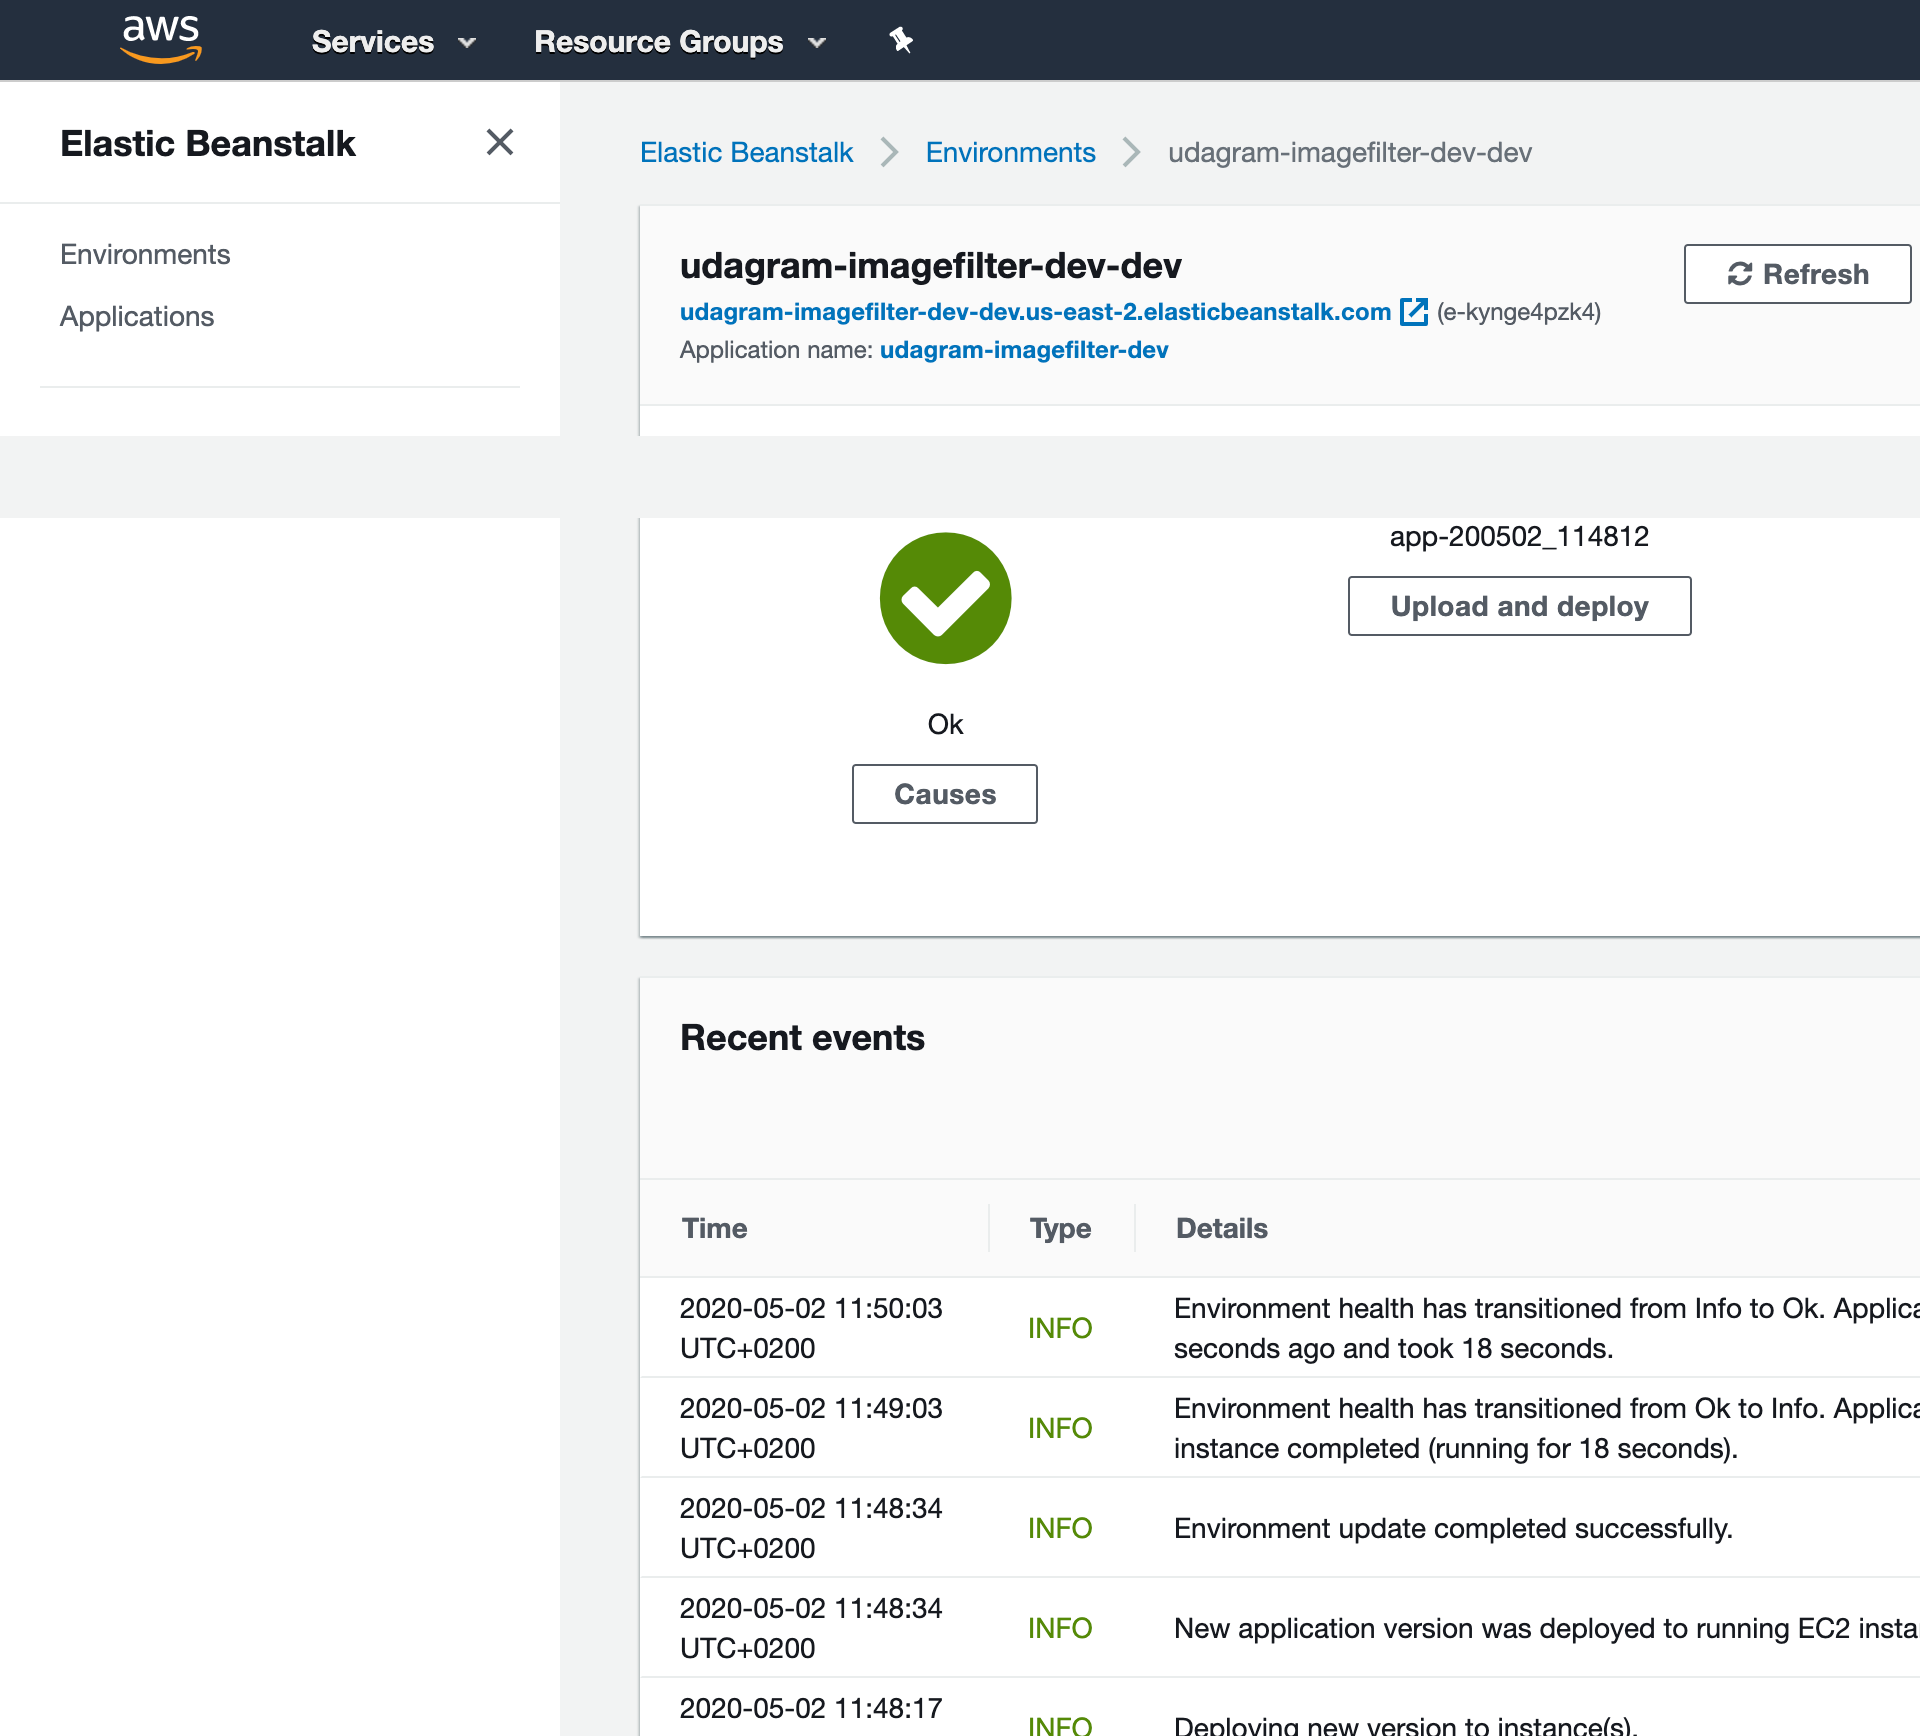 aws Services Resource Groups
Elastic Beanstalk
Environments
Applications
Elastic Beanstalk Environments udagram-imagefilter-dev-dev
udagram-imagefilter-dev-dev
udagram-imagefilter-dev-dev.us-east-2.elasticbeanstalk.com (e-kynge4pzk4)
Application name: udagram-imagefilter-dev
Refresh
Ok
Causes
app-200502_114812
Upload and deploy
Recent events
Time Type Details
2020-05-02 11:50:03
UTC+0200
INFO
Environment health has transitioned from Info to Ok. Applica
seconds ago and took 18 seconds.
2020-05-02 11:49:03
UTC+0200
INFO
Environment health has transitioned from Ok to Info. Applica
instance completed (running for 18 seconds).
2020-05-02 11:48:34
UTC+0200
INFO
Environment update completed successfully.
2020-05-02 11:48:34
UTC+0200
INFO
New application version was deployed to running EC2 insta
2020-05-02 11:48:17
INFO
Deploying new version to instance(s).